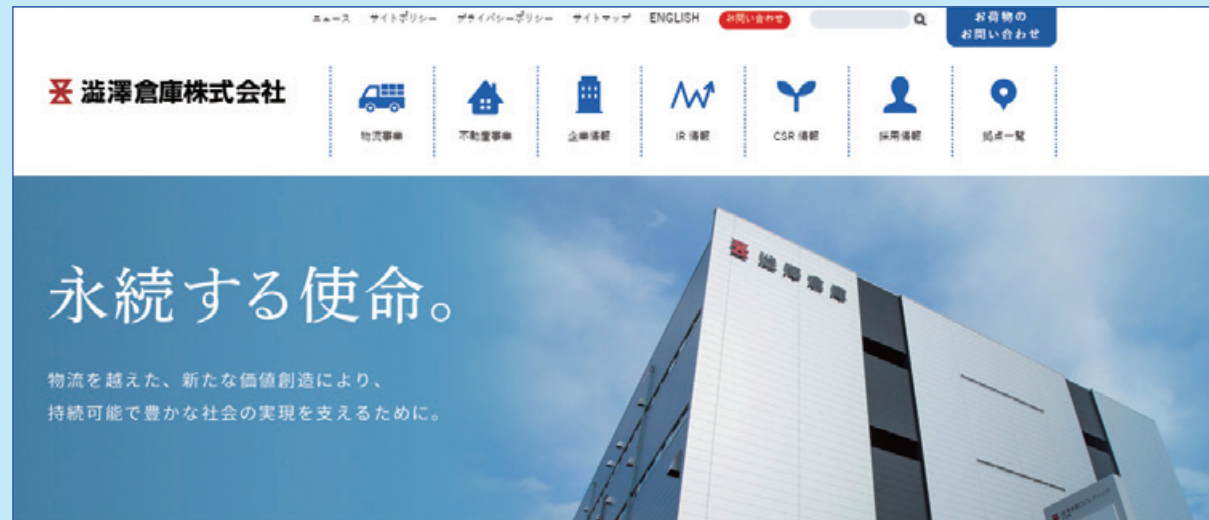 ニュース サイトポリシー プライバシーポリシー サイトマップ ENGLISH お問い合わせ
お荷物の
お問い合わせ
澁澤倉庫株式会社
物流事業 不動産事業 企業情報 IR 情報 CSR 情報 採用情報 拠点一覧
澁澤倉庫
永続する使命。
物流を越えた、新たな価値創造により、
持続可能で豊かな社会の実現を支えるために。